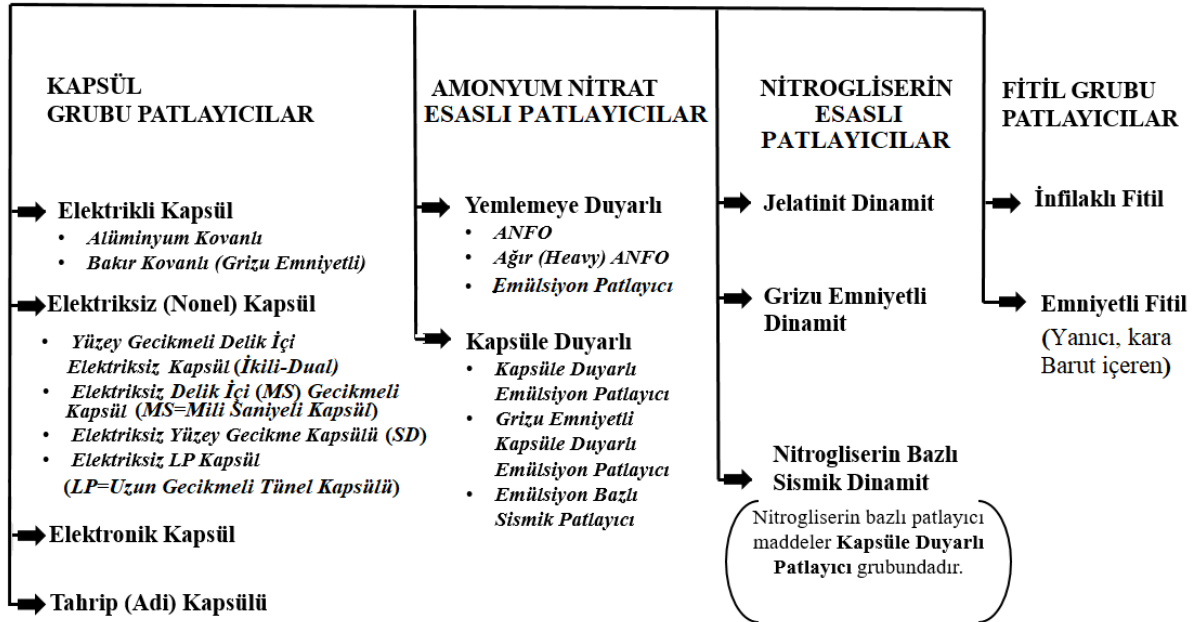 KAPSÜL
GRUBU PATLAYICILAR
Elektrikli Kapsül
• Alüminyum Kovanlı
• Bakır Kovanlı (Grizu Emniyetli)
Elektriksiz (Nonel) Kapsül
• Yüzey Gecikmeli Delik İçi
Elektriksiz Kapsül (İkili-Dual)
• Elektriksiz Delik İçi (MS) Gecikmeli
Kapsül (MS=Mili Saniyeli Kapsül)
• Elektriksiz Yüzey Gecikme Kapsülü (SD)
• Elektriksiz LP Kapsül
(LP=Uzun Gecikmeli Tünel Kapsülü)
Elektronik Kapsül
Tahrip (Adi) Kapsülü
AMONYUM NİTRAT
ESASLI PATLAYICILAR
Yemlemeye Duyarlı
• ANFO
• Ağır (Heavy) ANFO
• Emülsiyon Patlayıcı
Kapsüle Duyarlı
• Kapsüle Duyarlı
Emülsiyon Patlayıcı
• Grizu Emniyetli
Kapsüle Duyarlı
Emülsiyon Patlayıcı
• Emülsiyon Bazlı
Sismik Patlayıcı
NİTROGLİSERİN
ESASLI
PATLAYICILAR
Jelatinit Dinamit
Grizu Emniyetli
Dinamit
Nitrogliserin Bazlı
Sismik Dinamit
Nitrogliserin bazlı patlayıcı
maddeler Kapsüle Duyarlı
Patlayıcı grubundadır.
FİTİL GRUBU
PATLAYICILAR
İnfilaklı Fitil
Emniyetli Fitil
(Yanıcı, kara
Barut içeren)